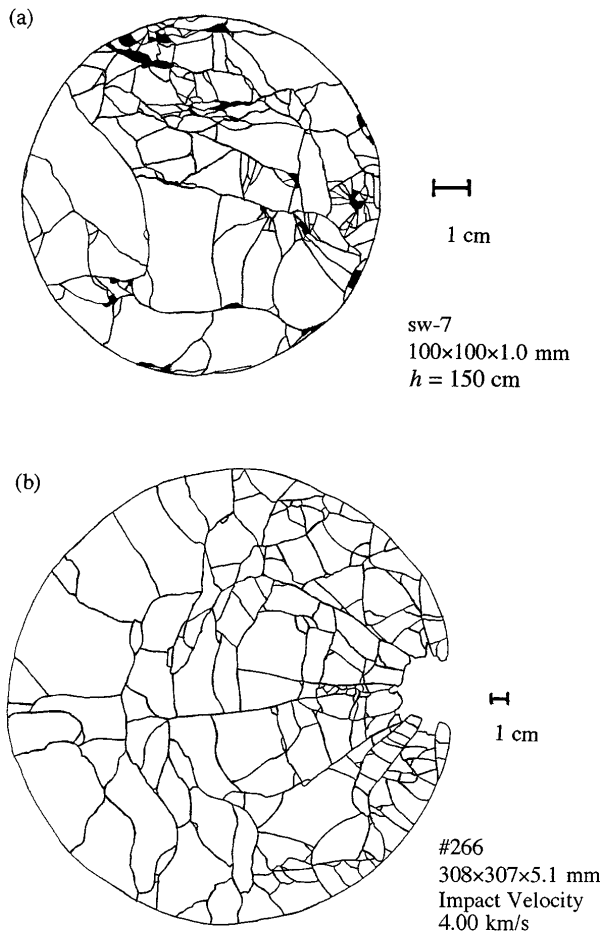 (a)
1 cm
sw-7
100×100×1.0 mm
h = 150 cm
(b)
1 cm
#266
308×307×5.1 mm
Impact Velocity
4.00 km/s